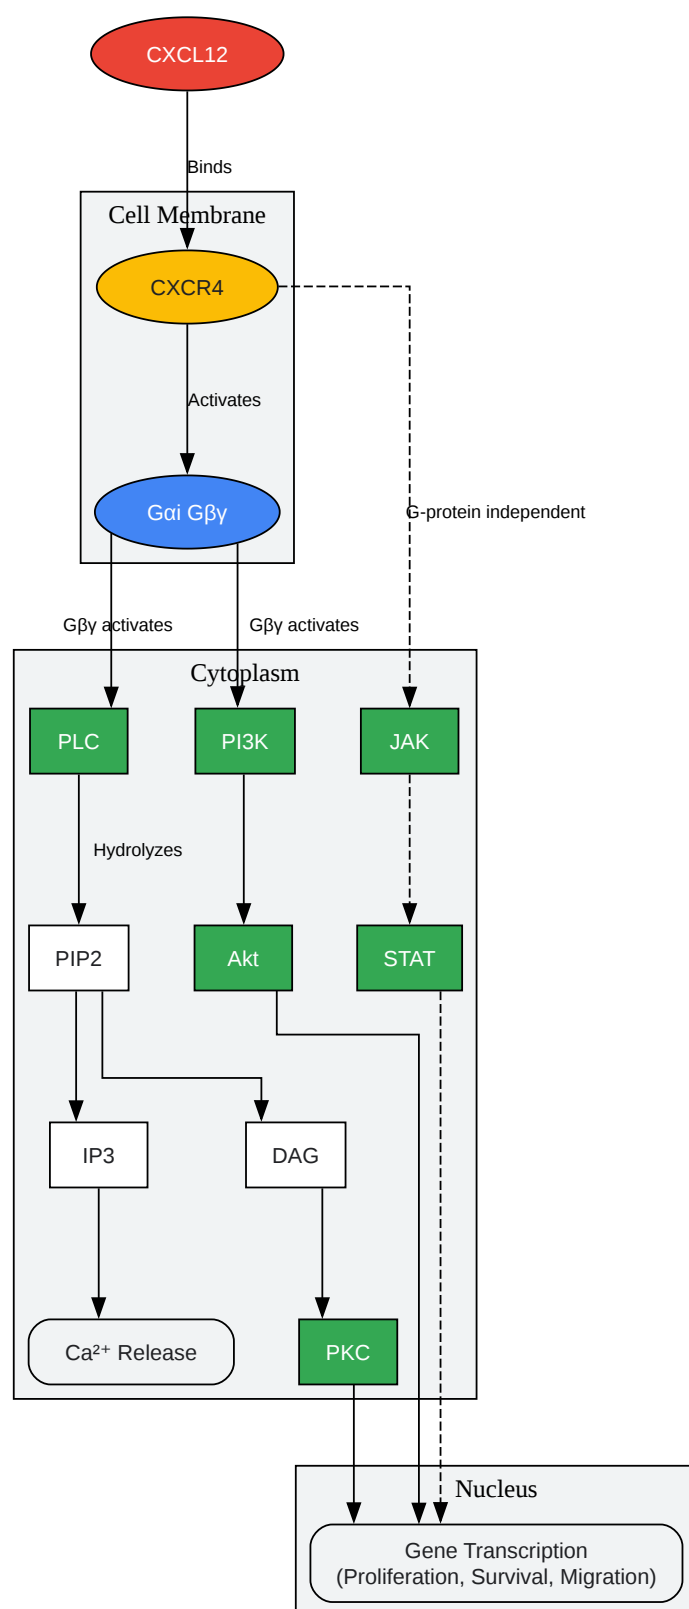 CXCL12
Binds
Cell Membrane
CXCR4
Activates
Gαi Gβγ
G-protein independent
Gβγ activates
Gβγ activates
Cytoplasm
PLC
PI3K
JAK
Hydrolyzes
PIP2
Akt
STAT
IP3
DAG
Ca²⁺ Release
PKC
Nucleus
Gene Transcription
(Proliferation, Survival, Migration)